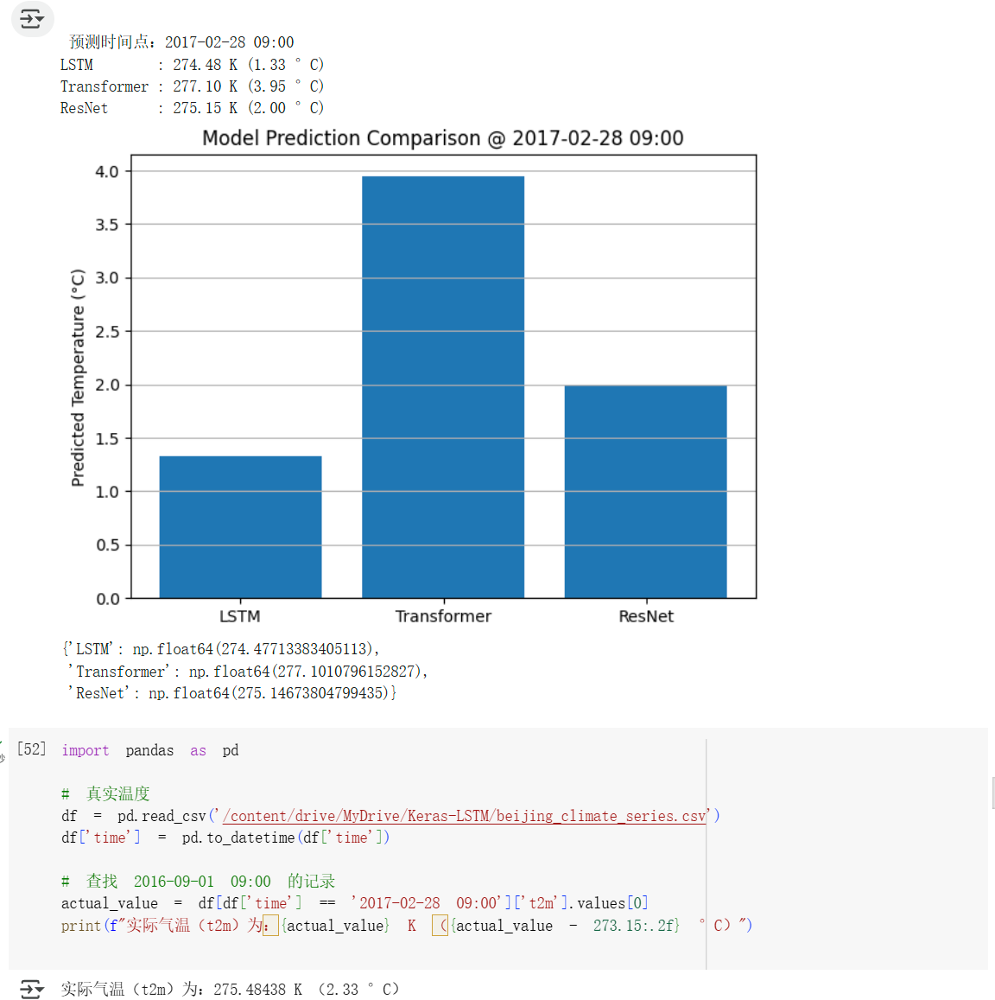 预测时间点：2017-02-28 09:00
LSTM : 274.48 K (1.33 °C)
Transformer : 277.10 K (3.95 °C)
ResNet : 275.15 K (2.00 °C)
Model Prediction Comparison @ 2017-02-28 09:00
Predicted Temperature (°C)
4.0
3.5
3.0
2.5
2.0
1.5
1.0
0.5
0.0
LSTM Transformer ResNet
{'LSTM': np.float64(274.47713383405113),
'Transformer': np.float64(277.1010796152827),
'ResNet': np.float64(275.14673804799435)}
[52] import pandas as pd
秒
# 真实温度
df = pd.read_csv('/content/drive/MyDrive/Keras-LSTM/beijing_climate_series.csv')
df['time'] = pd.to_datetime(df['time'])
# 查找 2016-09-01 09:00 的记录
actual_value = df[df['time'] == '2017-02-28 09:00']['t2m'].values[0]
print(f"实际气温（t2m）为：{actual_value} K （{actual_value - 273.15:.2f} °C）")
实际气温（t2m）为：275.48438 K （2.33 °C）